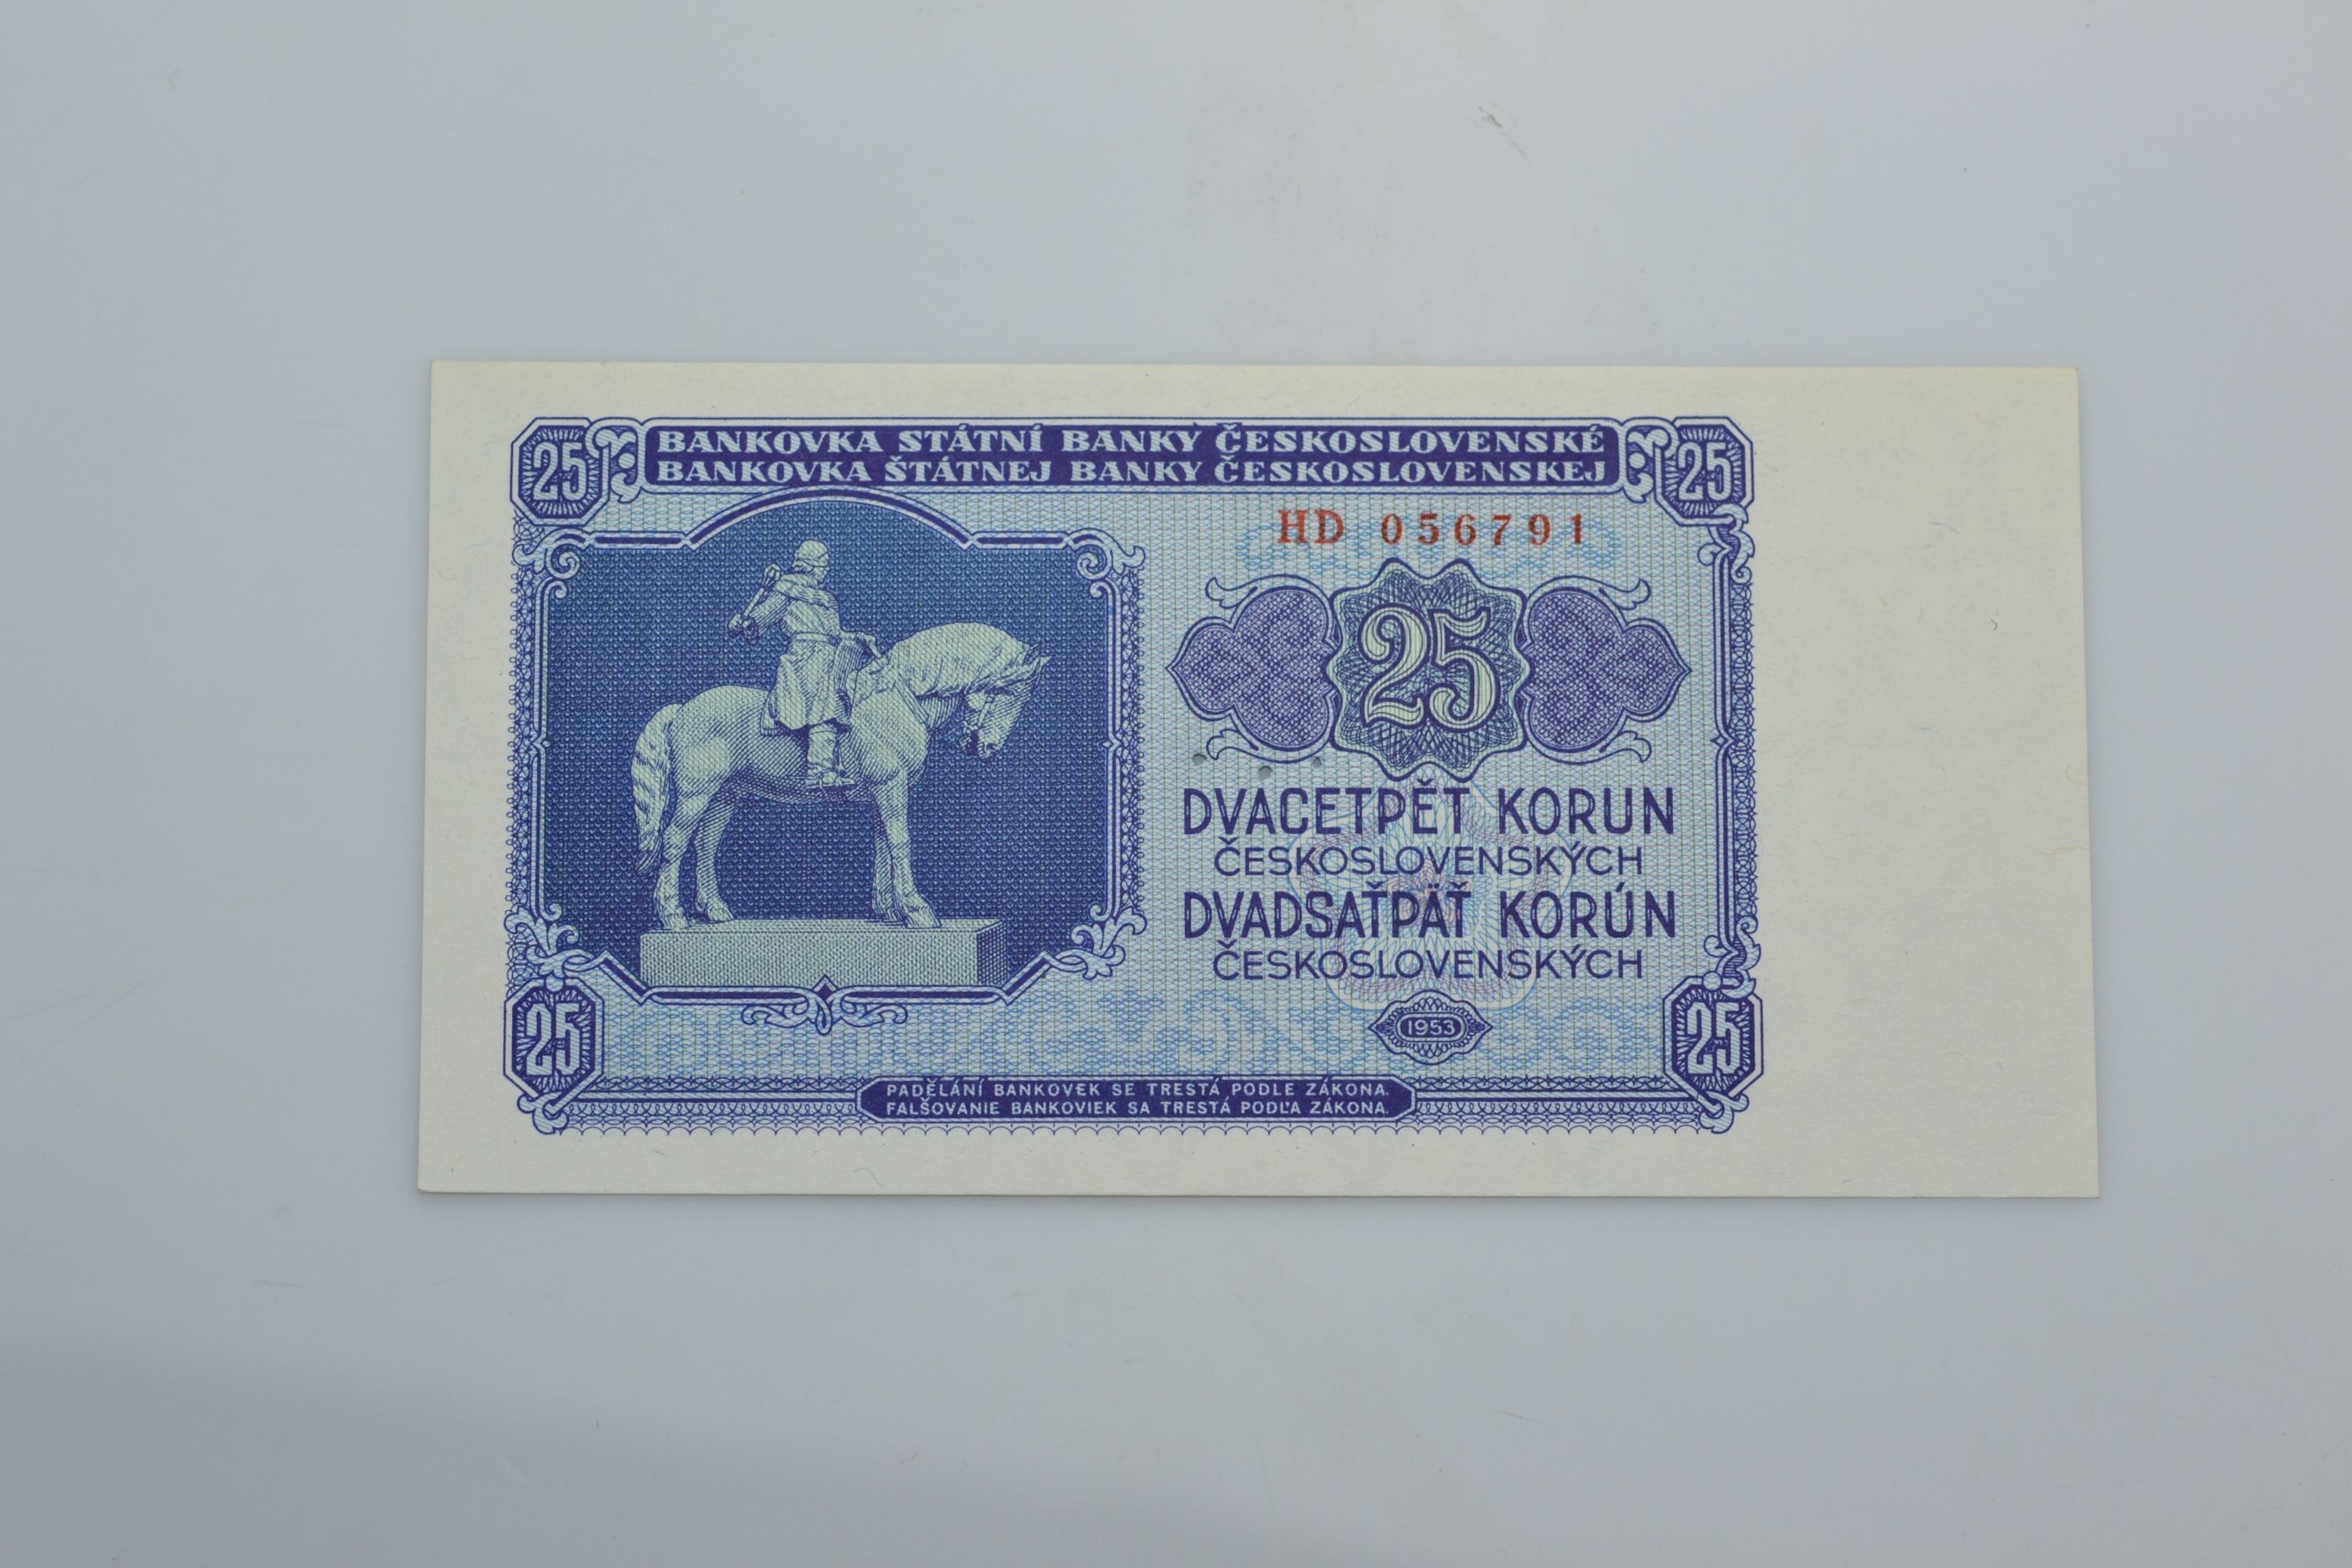 25 BANKOVKA STÁTNÍ BANKY ČESKOSLOVENSKÉ 25
BANKOVKA ŠTÁTNEJ BANKY ČESKOSLOVENSKEJ
HD 056791
25
DVACETPĚT KORUN
ČESKOSLOVENSKÝCH
DVADSAŤPÄŤ KORÚN
ČESKOSLOVENSKÝCH
25 1953 25
PADĚLÁNÍ BANKOVEK SE TRESTÁ PODLE ZÁKONA.
FALŠOVANIE BANKOVIEK SA TRESTÁ PODĽA ZÁKONA.